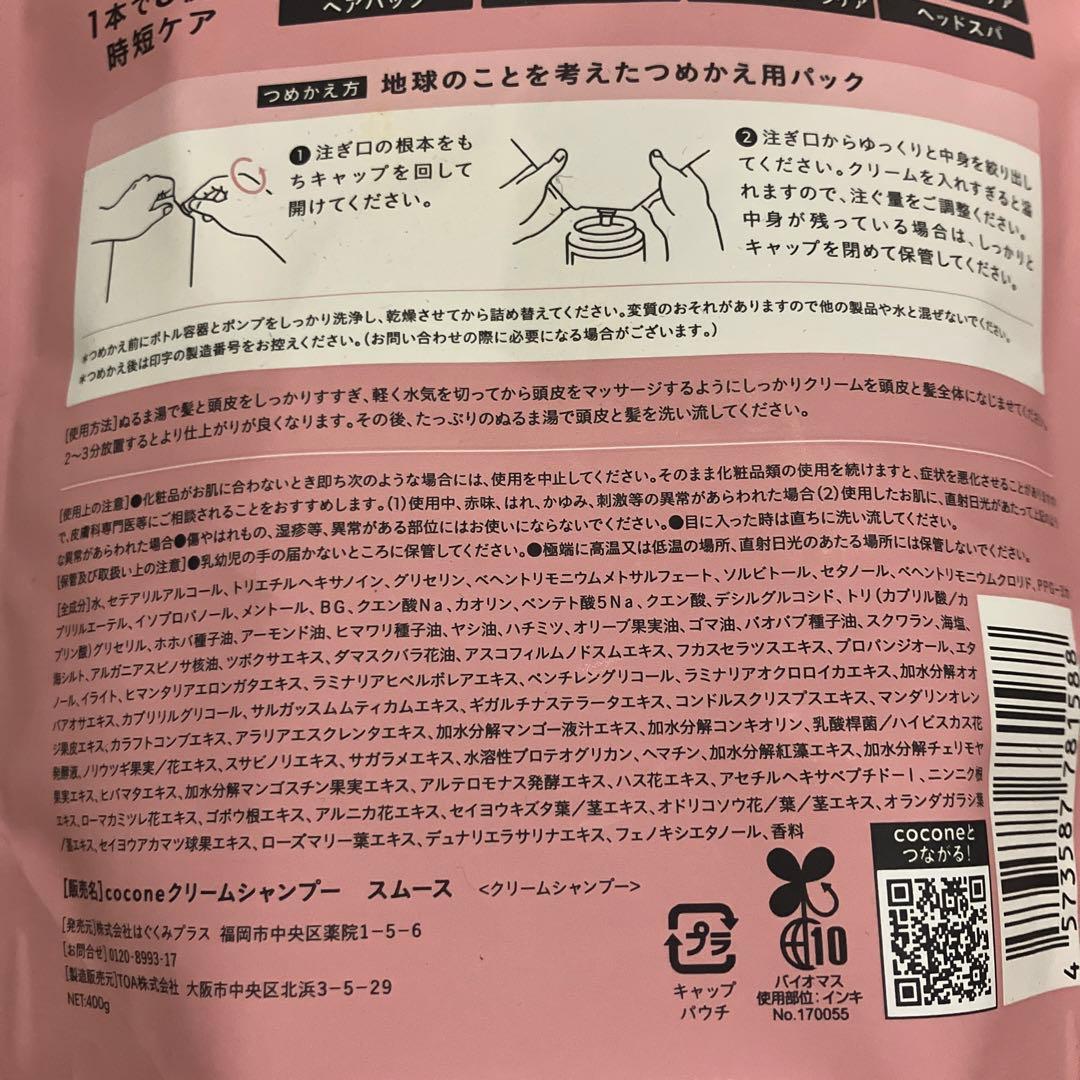 1本で
時短ケア
ヘアパック
ヘッドスパ
つめかえ方 地球のことを考えたつめかえ用パック
❶注ぎ口の根本をも
ちキャップを回して
開けてください。
❷注ぎ口からゆっくりと中身を絞り出し
てください。クリームを入れすぎると溢
れますので、注ぐ量をご調整ください。
中身が残っている場合は、しっかりと
キャップを閉めて保管してください。
*つめかえ前にボトル容器とポンプをしっかり洗浄し、乾燥させてから詰め替えてください。変質のおそれがありますので他の製品や水と混ぜないでください。
*つめかえ後は印字の製造番号をお控えください。(お問い合わせの際に必要になる場合がございます。)
[使用方法]ぬるま湯で髪と頭皮をしっかりすすぎ、軽く水気を切ってから頭皮をマッサージするようにしっかりクリームを頭皮と髪全体になじませてください。
2〜3分放置するとより仕上がりが良くなります。その後、たっぷりのぬるま湯で頭皮と髪を洗い流してください。
[使用上の注意]●化粧品がお肌に合わないとき即ち次のような場合には、使用を中止してください。そのまま化粧品類の使用を続けますと、症状を悪化させることがありますの
で、皮膚科専門医等にご相談されることをおすすめします。(1)使用中、赤味、はれ、かゆみ、刺激等の異常があらわれた場合(2)使用したお肌に、直射日光があたって上記のよう
な異常があらわれた場合●傷やはれもの、湿疹等、異常がある部位にはお使いにならないでください。●目に入った時は直ちに洗い流してください。
[保管及び取扱い上の注意]●乳幼児の手の届かないところに保管してください。●極端に高温又は低温の場所、直射日光のあたる場所には保管しないでください。
[全成分]水、セテアリルアルコール、トリエチルヘキサノイン、グリセリン、ベヘントリモニウムメトサルフェート、ソルビトール、セタノール、ベヘントリモニウムクロリド、PPG-3カ
プリリルエーテル、イソプロパノール、メントール、BG、クエン酸Na、カオリン、ペンテト酸5Na、クエン酸、デシルグルコシド、トリ(カプリル酸/カ
プリン酸)グリセリル、ホホバ種子油、アーモンド油、ヒマワリ種子油、ヤシ油、ハチミツ、オリーブ果実油、ゴマ油、バオバブ種子油、スクワラン、海塩、
海シルト、アルガニアスピノサ核油、ツボクサエキス、ダマスクバラ花油、アスコフィルムノドスムエキス、フカスセラツスエキス、プロパンジオール、エタ
ノール、イライト、ヒマンタリアエロンガタエキス、ラミナリアヒペルボレアエキス、ペンチレングリコール、ラミナリアオクロロイカエキス、加水分解オオ
バアオサエキス、カプリリルグリコール、サルガッスムムティカムエキス、ギガルチナステラータエキス、コンドルスクリスプスエキス、マンダリンオレン
ジ果皮エキス、カラフトコンブエキス、アラリアエスクレンタエキス、加水分解マンゴー液汁エキス、加水分解コンキオリン、乳酸桿菌/ハイビスカス花
発酵液、ノリウツギ果実/花エキス、スサビノリエキス、サガラメエキス、水溶性プロテオグリカン、ヘマチン、加水分解紅藻エキス、加水分解チェリモヤ
果実エキス、ヒバマタエキス、加水分解マンゴスチン果実エキス、アルテロモナス発酵エキス、ハス花エキス、アセチルヘキサペプチドー1、ニンニク根
エキス、ローマカミツレ花エキス、ゴボウ根エキス、アルニカ花エキス、セイヨウキズタ葉/茎エキス、オドリコソウ花/葉/茎エキス、オランダガラシ葉
/茎エキス、セイヨウアカマツ球果エキス、ローズマリー葉エキス、デュナリエラサリナエキス、フェノキシエタノール、香料
[販売名]coconeクリームシャンプー スムース <クリームシャンプー>
[発売元]株式会社はぐくみプラス 福岡市中央区薬院1-5-6
[お問合せ]0120-8993-17
[製造販売元]TOA株式会社 大阪市中央区北浜3-5-29
NET:400g
プラ
キャップ
パウチ
10
バイオマス
使用部位:インキ
No.170055
coconeと
つながる!
4 573587 781588